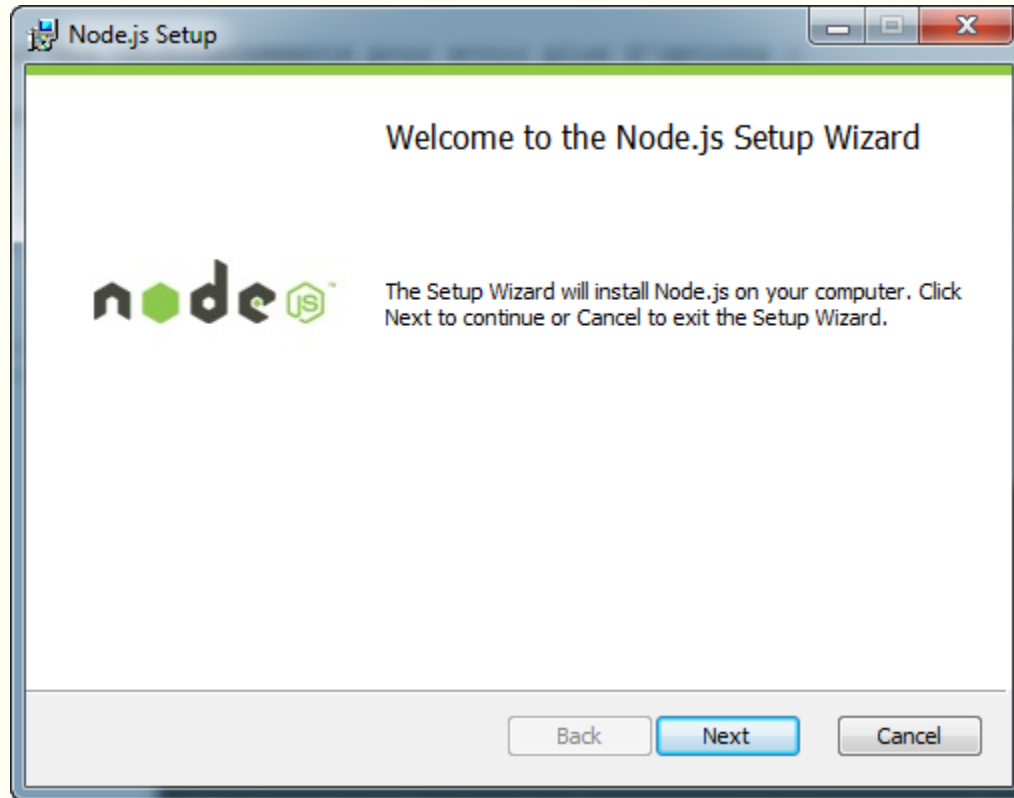 Node.js Setup
Welcome to the Node.js Setup Wizard
node JS™
The Setup Wizard will install Node.js on your computer. Click
Next to continue or Cancel to exit the Setup Wizard.
Back
Next
Cancel